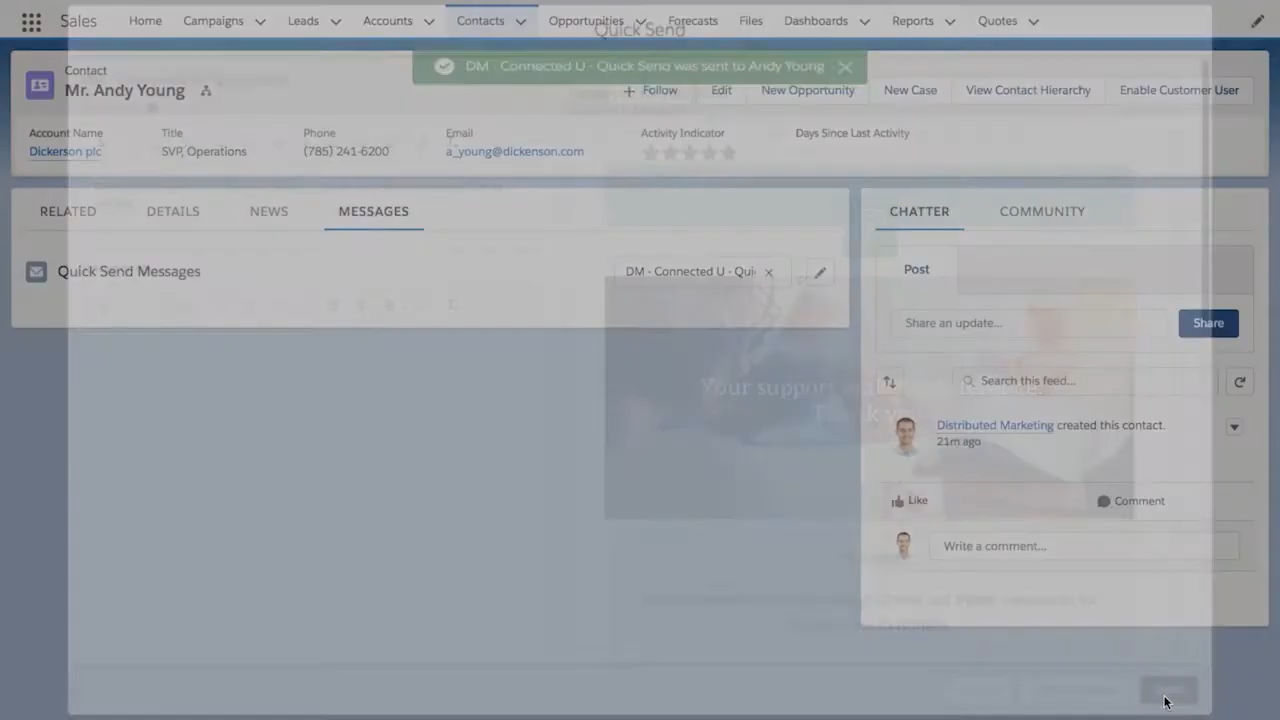 Sales
Home
Campaigns
Leads
Accounts
Contacts
Opportunities
Forecasts
Files
Dashboards
Reports
Quotes
Quick Send
DM - Connected U - Quick Send was sent to Andy Young
Contact
Mr. Andy Young
Follow
Edit
New Opportunity
New Case
View Contact Hierarchy
Enable Customer User
Account Name
Title
Phone
Email
Activity Indicator
Days Since Last Activity
Dickerson plc
SVP, Operations
(785) 241-6200
a_young@dickenson.com
RELATED
DETAILS
NEWS
MESSAGES
CHATTER
COMMUNITY
Quick Send Messages
DM - Connected U - Qui
Post
Share an update...
Share
Search this feed...
Your support
Distributed Marketing created this contact.
21m ago
Like
Comment
Write a comment...